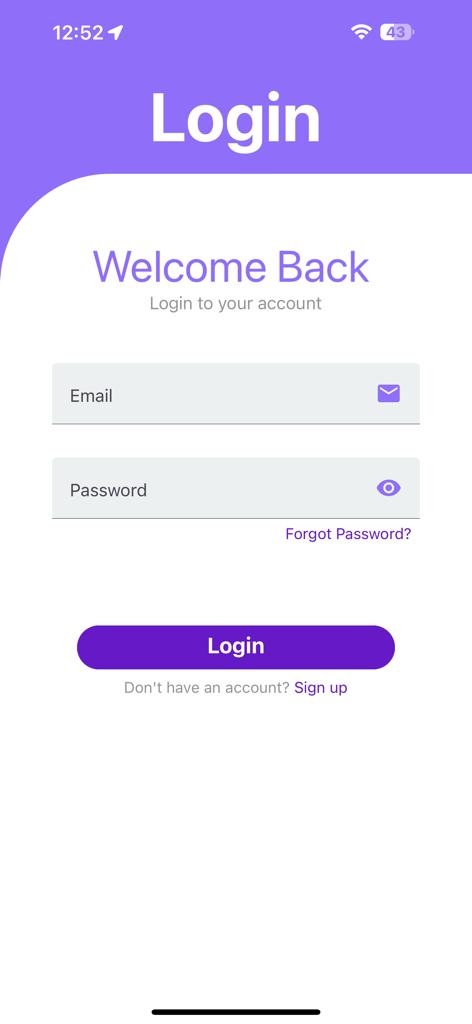 12:52
43
Login
Welcome Back
Login to your account
Email
Password
Forgot Password?
Login
Don't have an account? Sign up